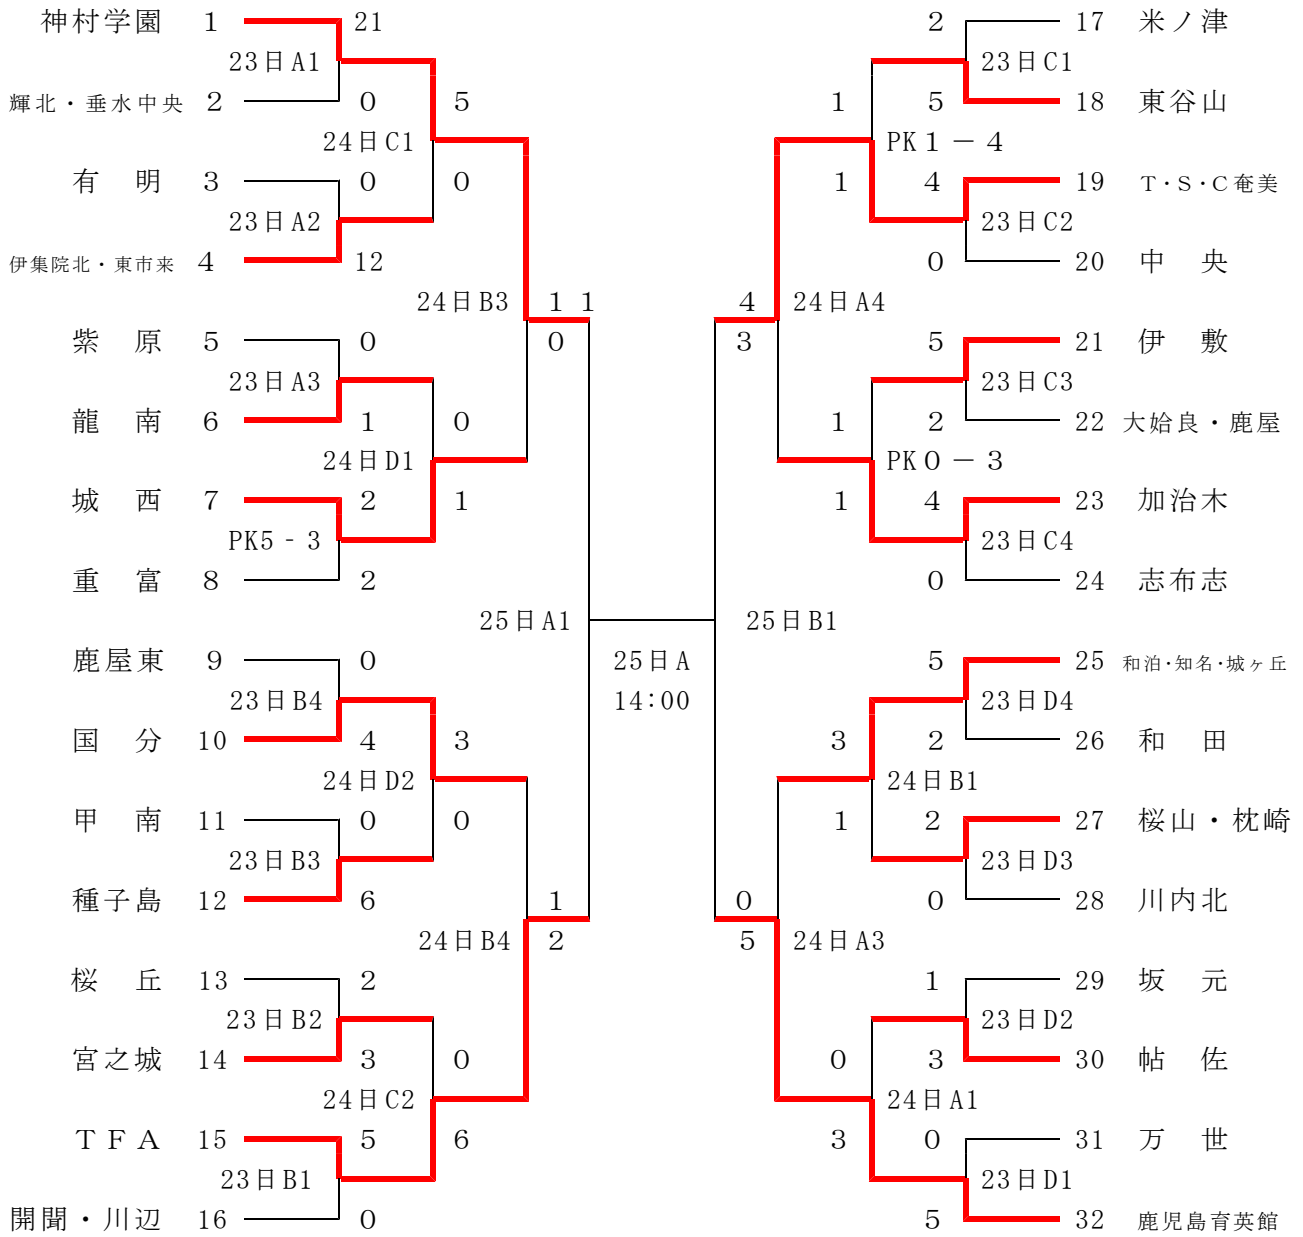 神村学園 1 21 2 17 米ノ津
23日A1 23日C1
輝北・垂水中央 2 0 5 1 5 18 東谷山
24日C1 PK1－4
有 明 3 0 0 1 4 19 T・S・C奄美
23日A2 23日C2
伊集院北・東市来 4 12 0 20 中 央
24日B3 11 4 24日A4
紫 原 5 0 0 3 5 21 伊 敷
23日A3 23日C3
龍 南 6 1 0 1 2 22 大姶良・鹿屋
24日D1 PK0－3
城 西 7 2 1 1 4 23 加治木
PK5‐3 23日C4
重 富 8 2 0 24 志布志
25日A1 25日B1
鹿屋東 9 0 25日A 5 25 和泊・知名・城ヶ丘
23日B4 14:00 23日D4
国 分 10 4 3 3 2 26 和 田
24日D2 24日B1
甲 南 11 0 0 1 2 27 桜山・枕崎
23日B3 23日D3
種子島 12 6 1 0 0 28 川内北
24日B4 2 5 24日A3
桜 丘 13 2 1 29 坂 元
23日B2 23日D2
宮之城 14 3 0 0 3 30 帖 佐
24日C2 24日A1
TFA 15 5 6 3 0 31 万 世
23日B1 23日D1
開聞・川辺 16 0 5 32 鹿児島育英館